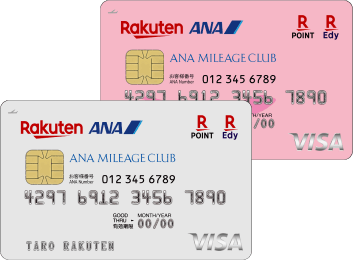 Rakuten ANA R POINT R Edy
ANA MILEAGE CLUB
お客様番号 ANA Number 012 345 6789
4297 6912 3456 7890
MONTH/YEAR
00/00
VISA
Rakuten ANA R POINT R Edy
ANA MILEAGE CLUB
お客様番号 ANA Number 012 345 6789
4297 6912 3456 7890
GOOD THRU 有効期限 MONTH/YEAR 00/00
TARO RAKUTEN VISA